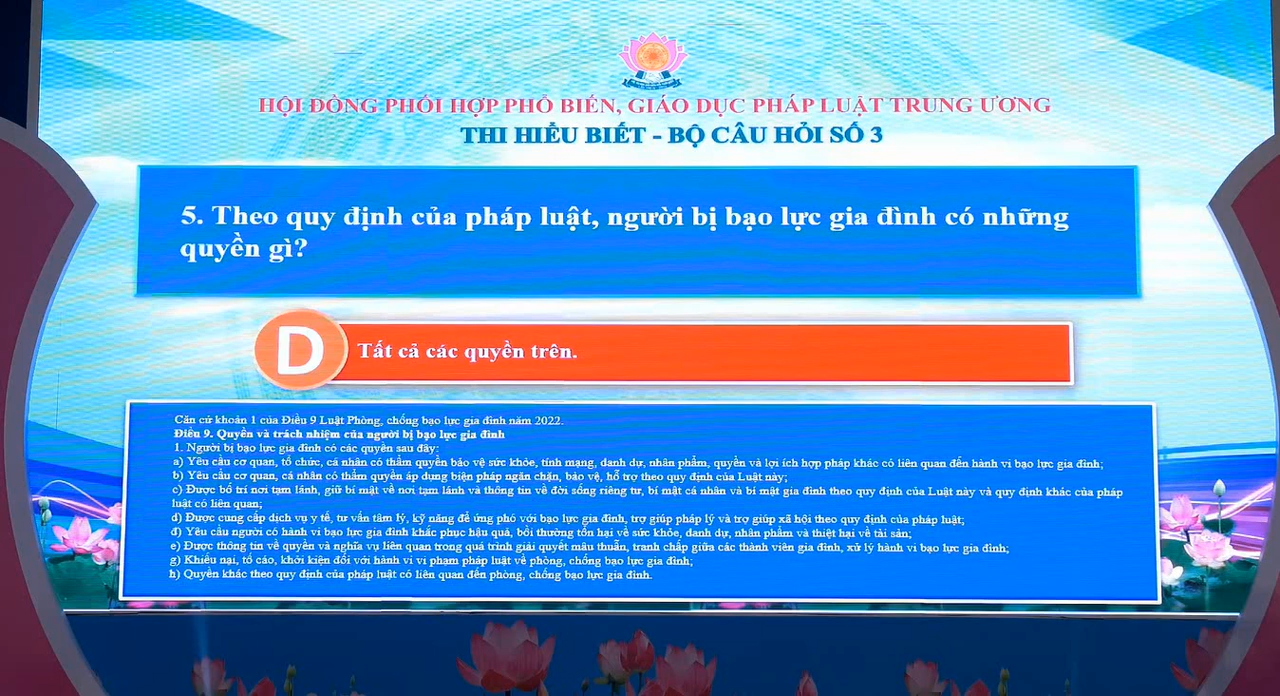 HỘI ĐỒNG PHỐI HỢP PHỔ BIẾN, GIÁO DỤC PHÁP LUẬT TRUNG ƯƠNG
THI HIỂU BIẾT - BỘ CÂU HỎI SỐ 3
5. Theo quy định của pháp luật, người bị bạo lực gia đình có những
quyền gì?
D
Tất cả các quyền trên.
Căn cứ khoản 1 của Điều 9 Luật Phòng, chống bạo lực gia đình năm 2022.
Điều 9. Quyền và trách nhiệm của người bị bạo lực gia đình
1. Người bị bạo lực gia đình có các quyền sau đây:
a) Yêu cầu cơ quan, tổ chức, cá nhân có thẩm quyền bảo vệ sức khỏe, tính mạng, danh dự, nhân phẩm, quyền và lợi ích hợp pháp khác có liên quan đến hành vi bạo lực gia đình;
b) Yêu cầu cơ quan, cá nhân có thẩm quyền áp dụng biện pháp ngăn chặn, bảo vệ, hỗ trợ theo quy định của Luật này;
c) Được bố trí nơi tạm lánh, giữ bí mật về nơi tạm lánh và thông tin về đời sống riêng tư, bí mật cá nhân và bí mật gia đình theo quy định của Luật này và quy định khác của pháp
luật có liên quan;
d) Được cung cấp dịch vụ y tế, tư vấn tâm lý, kỹ năng để ứng phó với bạo lực gia đình, trợ giúp pháp lý và trợ giúp xã hội theo quy định của pháp luật;
đ) Yêu cầu người có hành vi bạo lực gia đình khắc phục hậu quả, bồi thường tổn hại về sức khỏe, danh dự, nhân phẩm và thiệt hại về tài sản;
e) Được thông tin về quyền và nghĩa vụ liên quan trong quá trình giải quyết mâu thuẫn, tranh chấp giữa các thành viên gia đình, xử lý hành vi bạo lực gia đình;
g) Khiếu nại, tố cáo, khởi kiện đối với hành vi vi phạm pháp luật về phòng, chống bạo lực gia đình;
h) Quyền khác theo quy định của pháp luật có liên quan đến phòng, chống bạo lực gia đình.